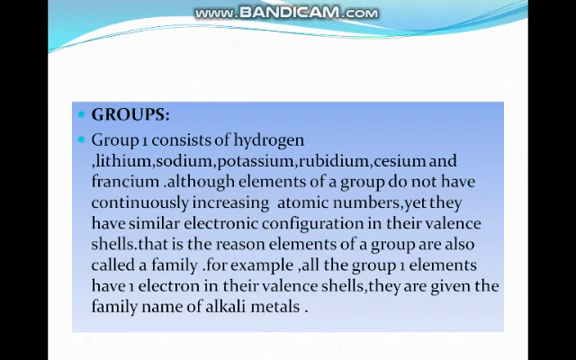 www.BANDICAM.com
GROUPS:
Group 1 consists of hydrogen
,lithium,sodium,potassium,rubidium,cesium and
francium .although elements of a group do not have
continuously increasing atomic numbers,yet they
have similar electronic configuration in their valence
shells.that is the reason elements of a group are also
called a family .for example ,all the group 1 elements
have 1 electron in their valence shells,they are given the
family name of alkali metals .